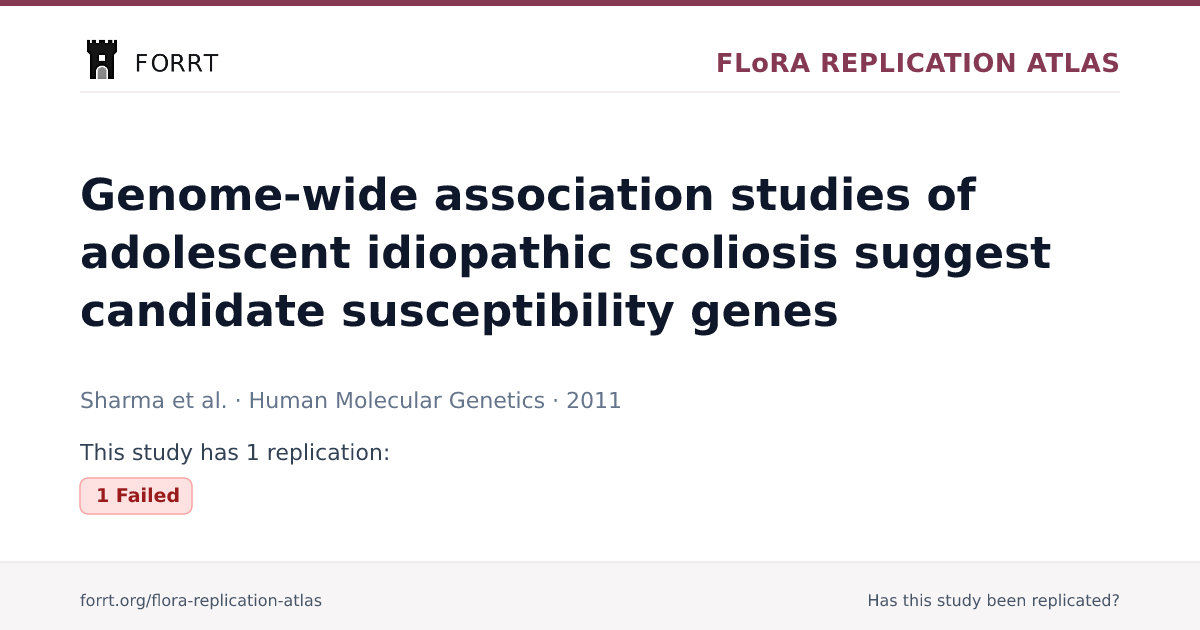 FORRT
FLoRA REPLICATION ATLAS
Genome-wide association studies of
adolescent idiopathic scoliosis suggest
candidate susceptibility genes
Sharma et al. · Human Molecular Genetics · 2011
This study has 1 replication:
1 Failed
forrt.org/flora-replication-atlas
Has this study been replicated?